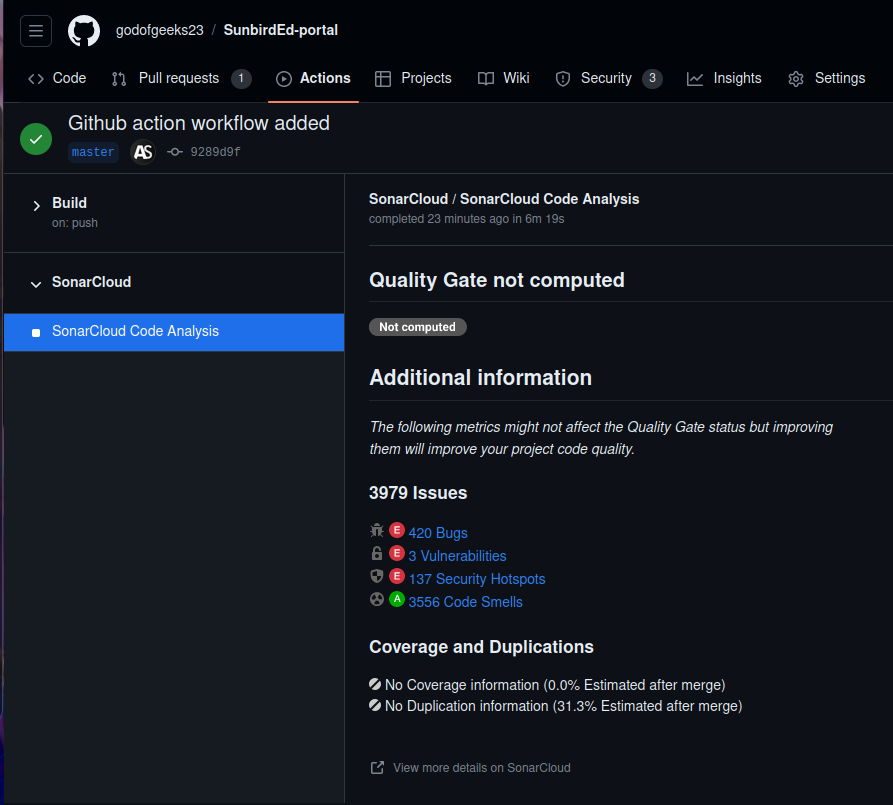 godofgeeks23 / SunbirdEd-portal
Code Pull requests 1 Actions Projects Wiki Security 3 Insights Settings
Github action workflow added
master AS 9289d9f
Build
on: push
SonarCloud
SonarCloud Code Analysis
SonarCloud / SonarCloud Code Analysis
completed 23 minutes ago in 6m 19s
Quality Gate not computed
Not computed
Additional information
The following metrics might not affect the Quality Gate status but improving
them will improve your project code quality.
3979 Issues
E 420 Bugs
E 3 Vulnerabilities
E 137 Security Hotspots
A 3556 Code Smells
Coverage and Duplications
No Coverage information (0.0% Estimated after merge)
No Duplication information (31.3% Estimated after merge)
View more details on SonarCloud